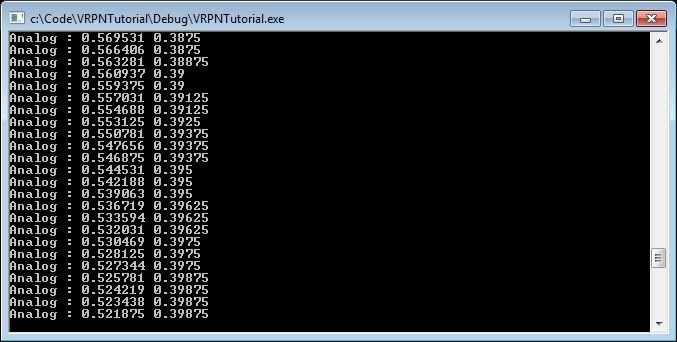 c:\Code\VRPNTutorial\Debug\VRPNTutorial.exe
Analog : 0.569531 0.3875
Analog : 0.566406 0.3875
Analog : 0.563281 0.38875
Analog : 0.560937 0.39
Analog : 0.559375 0.39
Analog : 0.557031 0.39125
Analog : 0.554688 0.39125
Analog : 0.553125 0.3925
Analog : 0.550781 0.39375
Analog : 0.547656 0.39375
Analog : 0.546875 0.39375
Analog : 0.544531 0.395
Analog : 0.542188 0.395
Analog : 0.539063 0.395
Analog : 0.536719 0.39625
Analog : 0.533594 0.39625
Analog : 0.532031 0.39625
Analog : 0.530469 0.3975
Analog : 0.528125 0.3975
Analog : 0.527344 0.3975
Analog : 0.525781 0.39875
Analog : 0.524219 0.39875
Analog : 0.523438 0.39875
Analog : 0.521875 0.39875